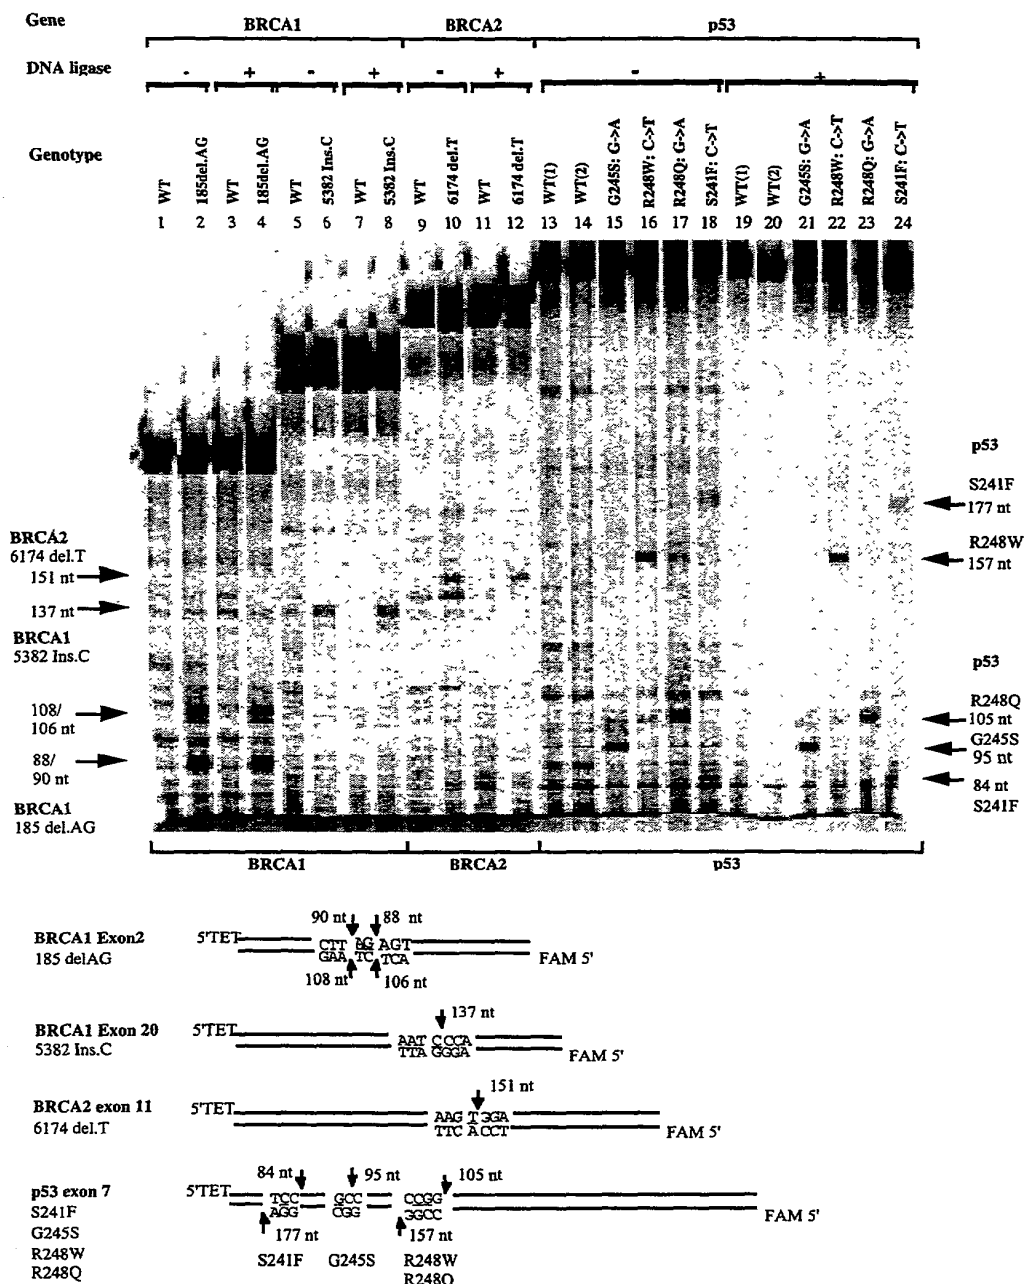 Gene BRCA1 BRCA2 p53
DNA ligase - + - + - + - +
Genotype WT 185del.AG WT 185del.AG WT 5382 Ins.C WT 5382 Ins.C WT 6174 del.T WT 6174 del.T WT(1) WT(2) G245S: G->A R248W: C->T R248Q: G->A S241F: C->T WT(1) WT(2) G245S: G->A R248W: C->T R248Q: G->A S241F: C->T
1 2 3 4 5 6 7 8 9 10 11 12 13 14 15 16 17 18 19 20 21 22 23 24
BRCA2
6174 del.T
151 nt
137 nt
BRCA1
5382 Ins.C
108/
106 nt
88/
90 nt
BRCA1
185 del.AG
p53
S241F
177 nt
R248W
157 nt
p53
R248Q
105 nt
G245S
95 nt
84 nt
S241F
BRCA1 BRCA2 p53
90 nt 88 nt
BRCA1 Exon2 5'TET CTT AG AGT
185 delAG GAA TC TCA FAM 5'
108 nt 106 nt
137 nt
BRCA1 Exon 20 5'TET AAT CCCA
5382 Ins.C TTA GGGA FAM 5'
151 nt
BRCA2 exon 11 5'TET AAG TGGA
6174 del.T TTC ACCT FAM 5'
84 nt 95 nt 105 nt
p53 exon 7 5'TET TCC GCC CCGG
S241F AGG CGG GGCC FAM 5'
G245S 177 nt 157 nt
R248W S241F G245S R248W
R248Q R248Q